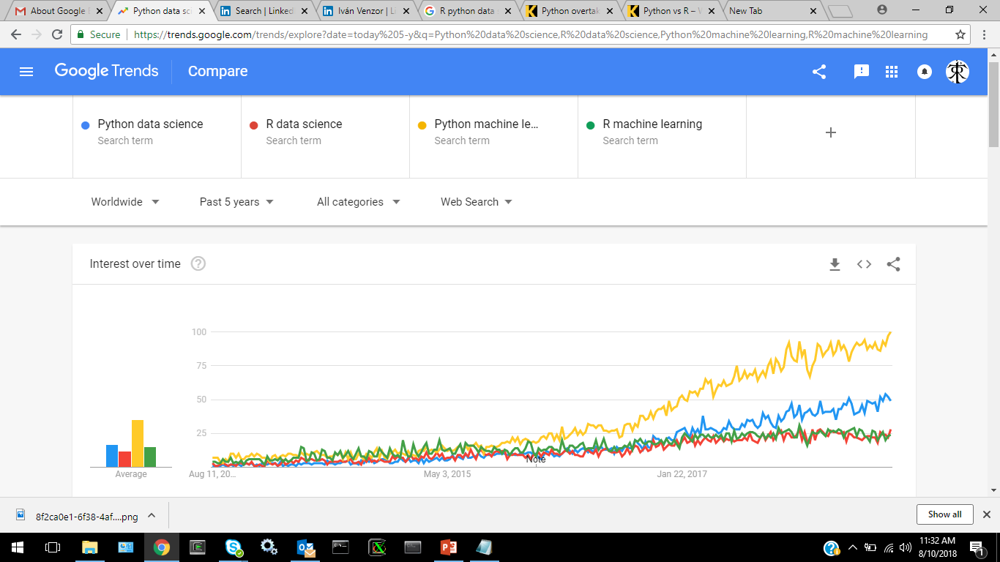 About Google
Python data sci
Search | Linked
Iván Venzor | Li
R python data
Python overtak
Python vs R – V
New Tab
Secure https://trends.google.com/trends/explore?date=today%205-y&q=Python%20data%20science,R%20data%20science,Python%20machine%20learning,R%20machine%20learning
Google Trends Compare
Python data science
Search term
R data science
Search term
Python machine le...
Search term
R machine learning
Search term
+
Worldwide Past 5 years All categories Web Search
Interest over time ?
100
75
50
25
Note
Average
Aug 11, 20... May 3, 2015 Jan 22, 2017
8f2ca0e1-6f38-4af....png
Show all
11:32 AM
8/10/2018
1